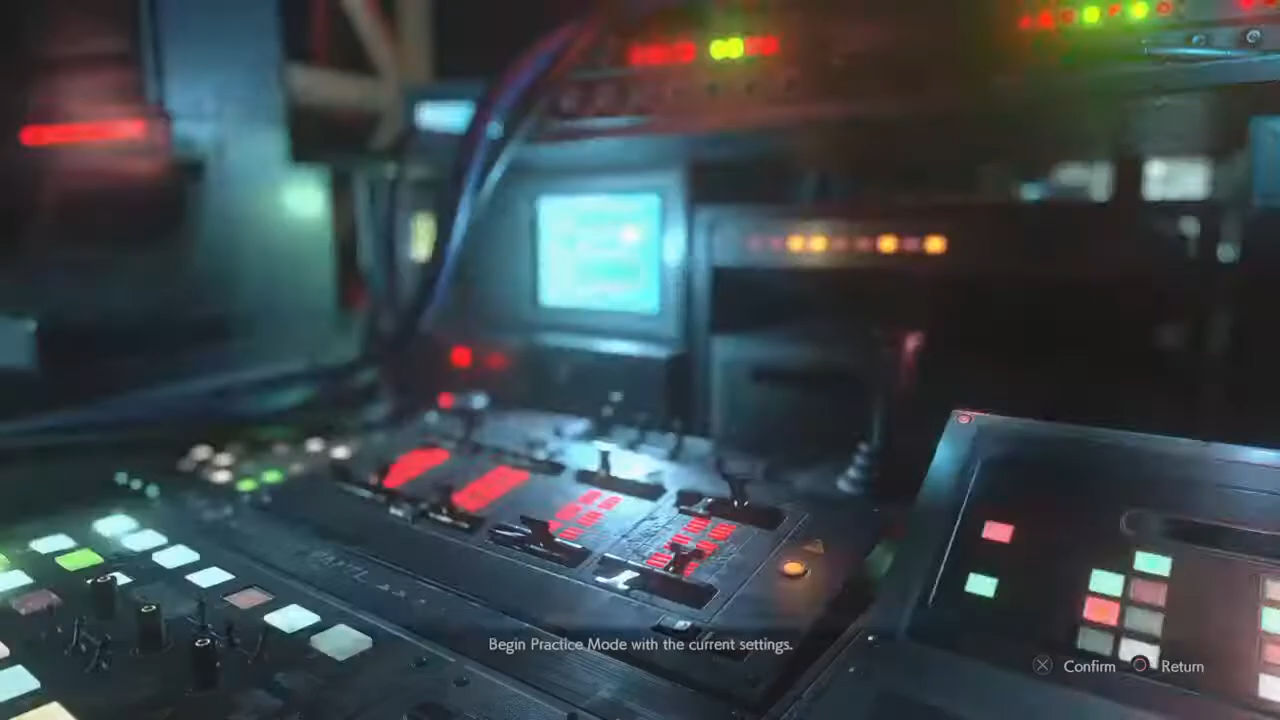 Begin Practice Mode with the current settings.
Confirm
Return